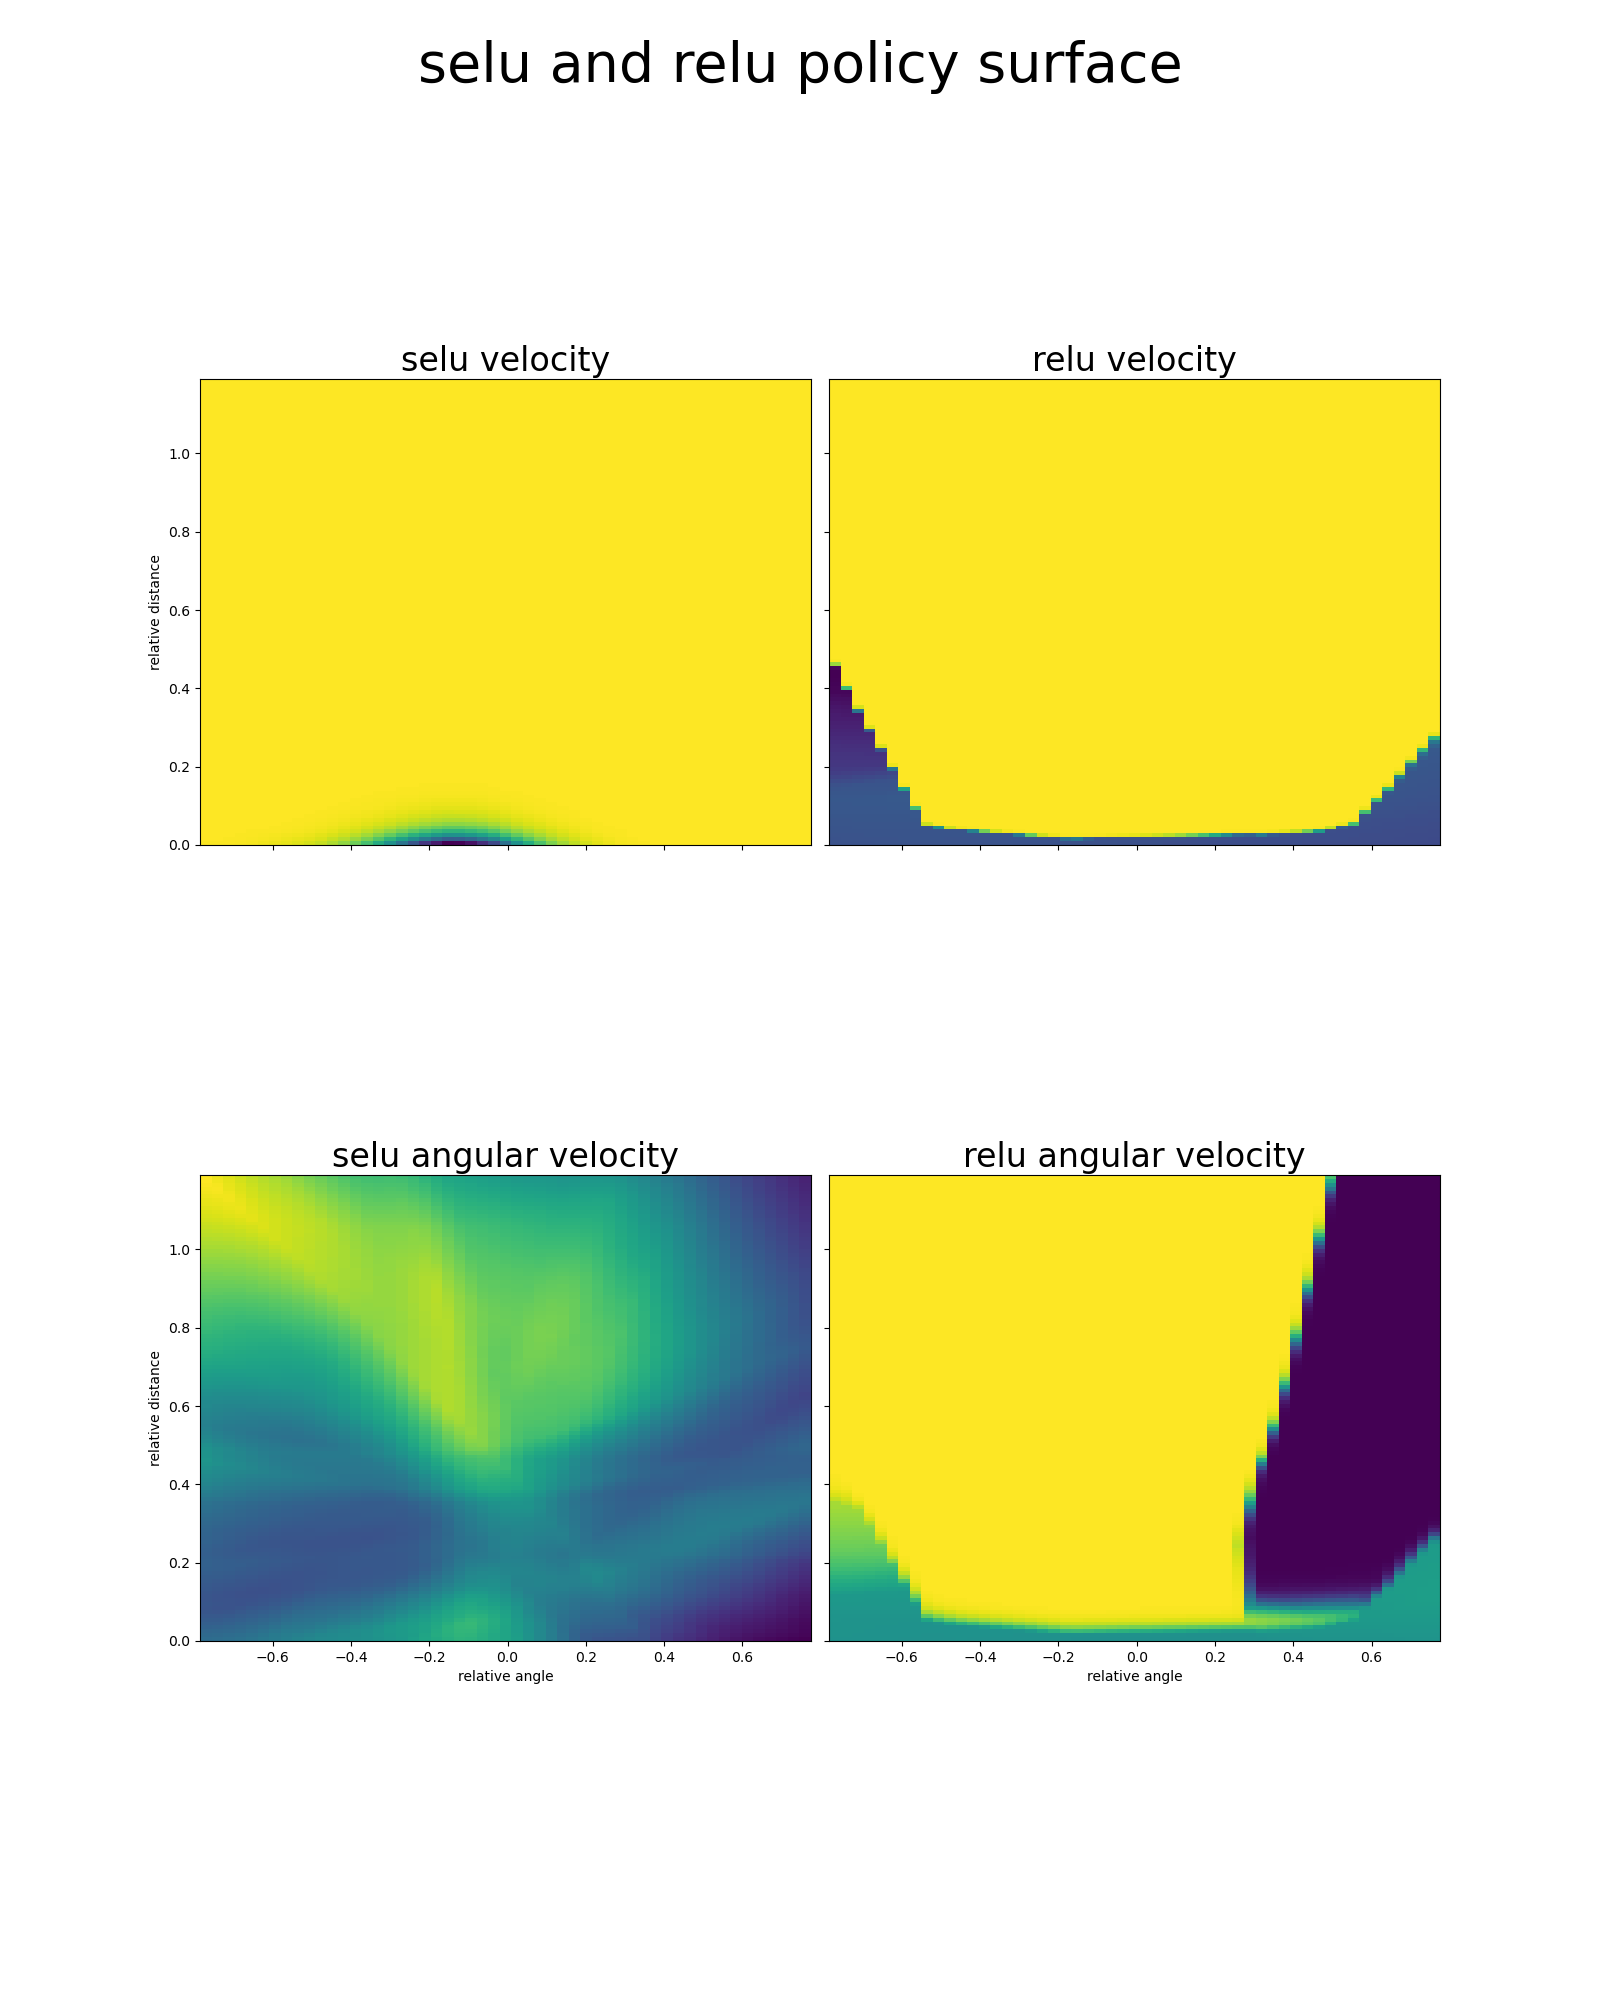 selu and relu policy surface
selu velocity
relu velocity
1.0
0.8
0.6
0.4
0.2
0.0
relative distance
selu angular velocity
relu angular velocity
1.0
0.8
0.6
0.4
0.2
0.0
relative distance
−0.6 −0.4 −0.2 0.0 0.2 0.4 0.6
relative angle
−0.6 −0.4 −0.2 0.0 0.2 0.4 0.6
relative angle